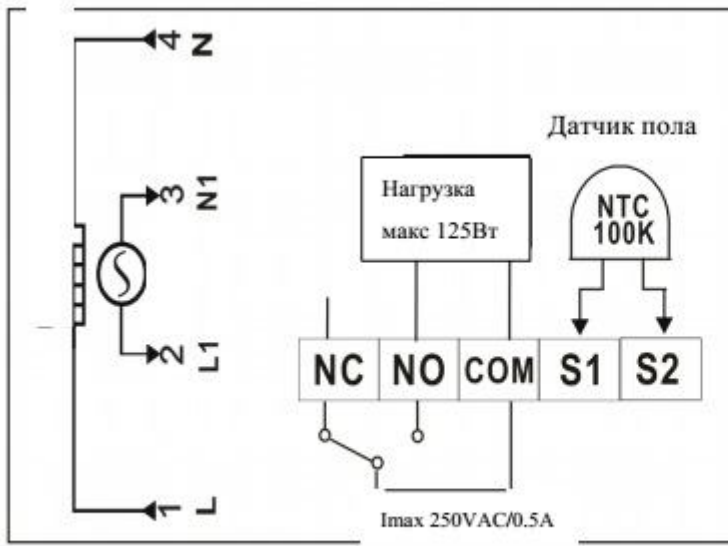 4 N
3 N1
2 L1
1 L
Датчик пола
Нагрузка
макс 125Вт
NTC
100K
NC NO COM S1 S2
Imax 250VAC/0.5A